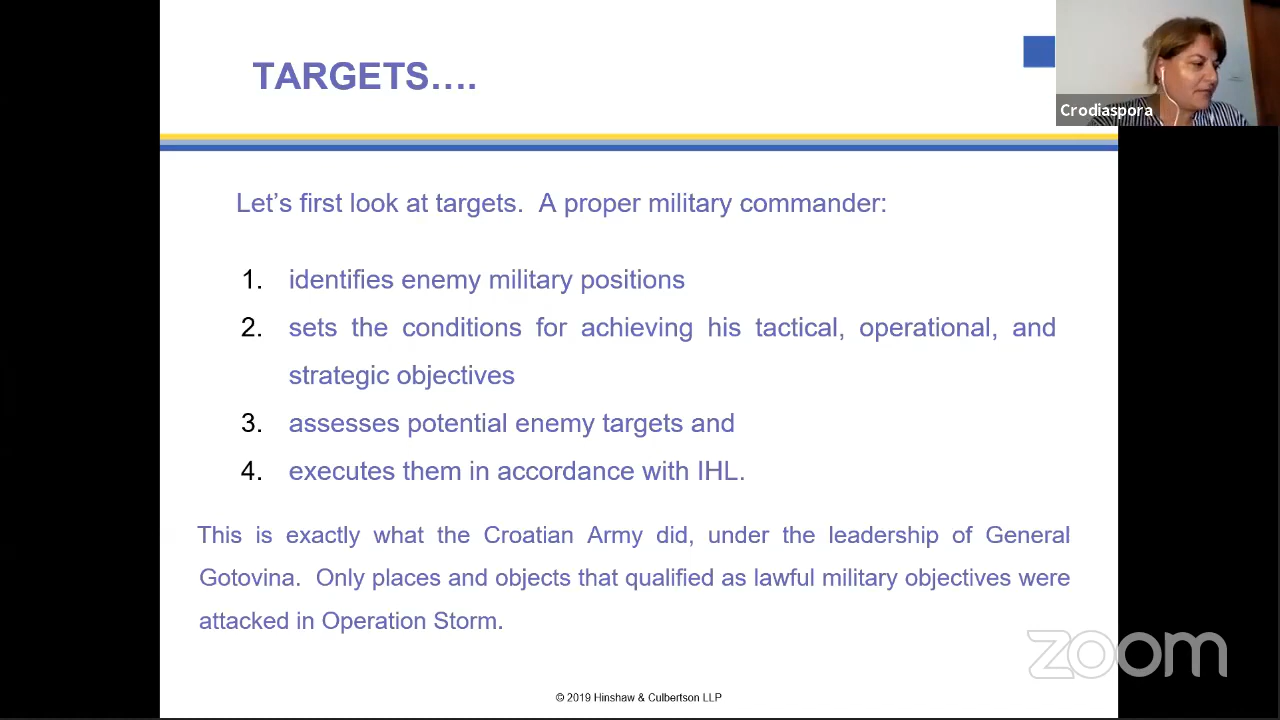 TARGETS….
Crodiaspora
Let’s first look at targets. A proper military commander:
1. identifies enemy military positions
2. sets the conditions for achieving his tactical, operational, and
strategic objectives
3. assesses potential enemy targets and
4. executes them in accordance with IHL.
This is exactly what the Croatian Army did, under the leadership of General
Gotovina. Only places and objects that qualified as lawful military objectives were
attacked in Operation Storm.
zoom
© 2019 Hinshaw & Culbertson LLP